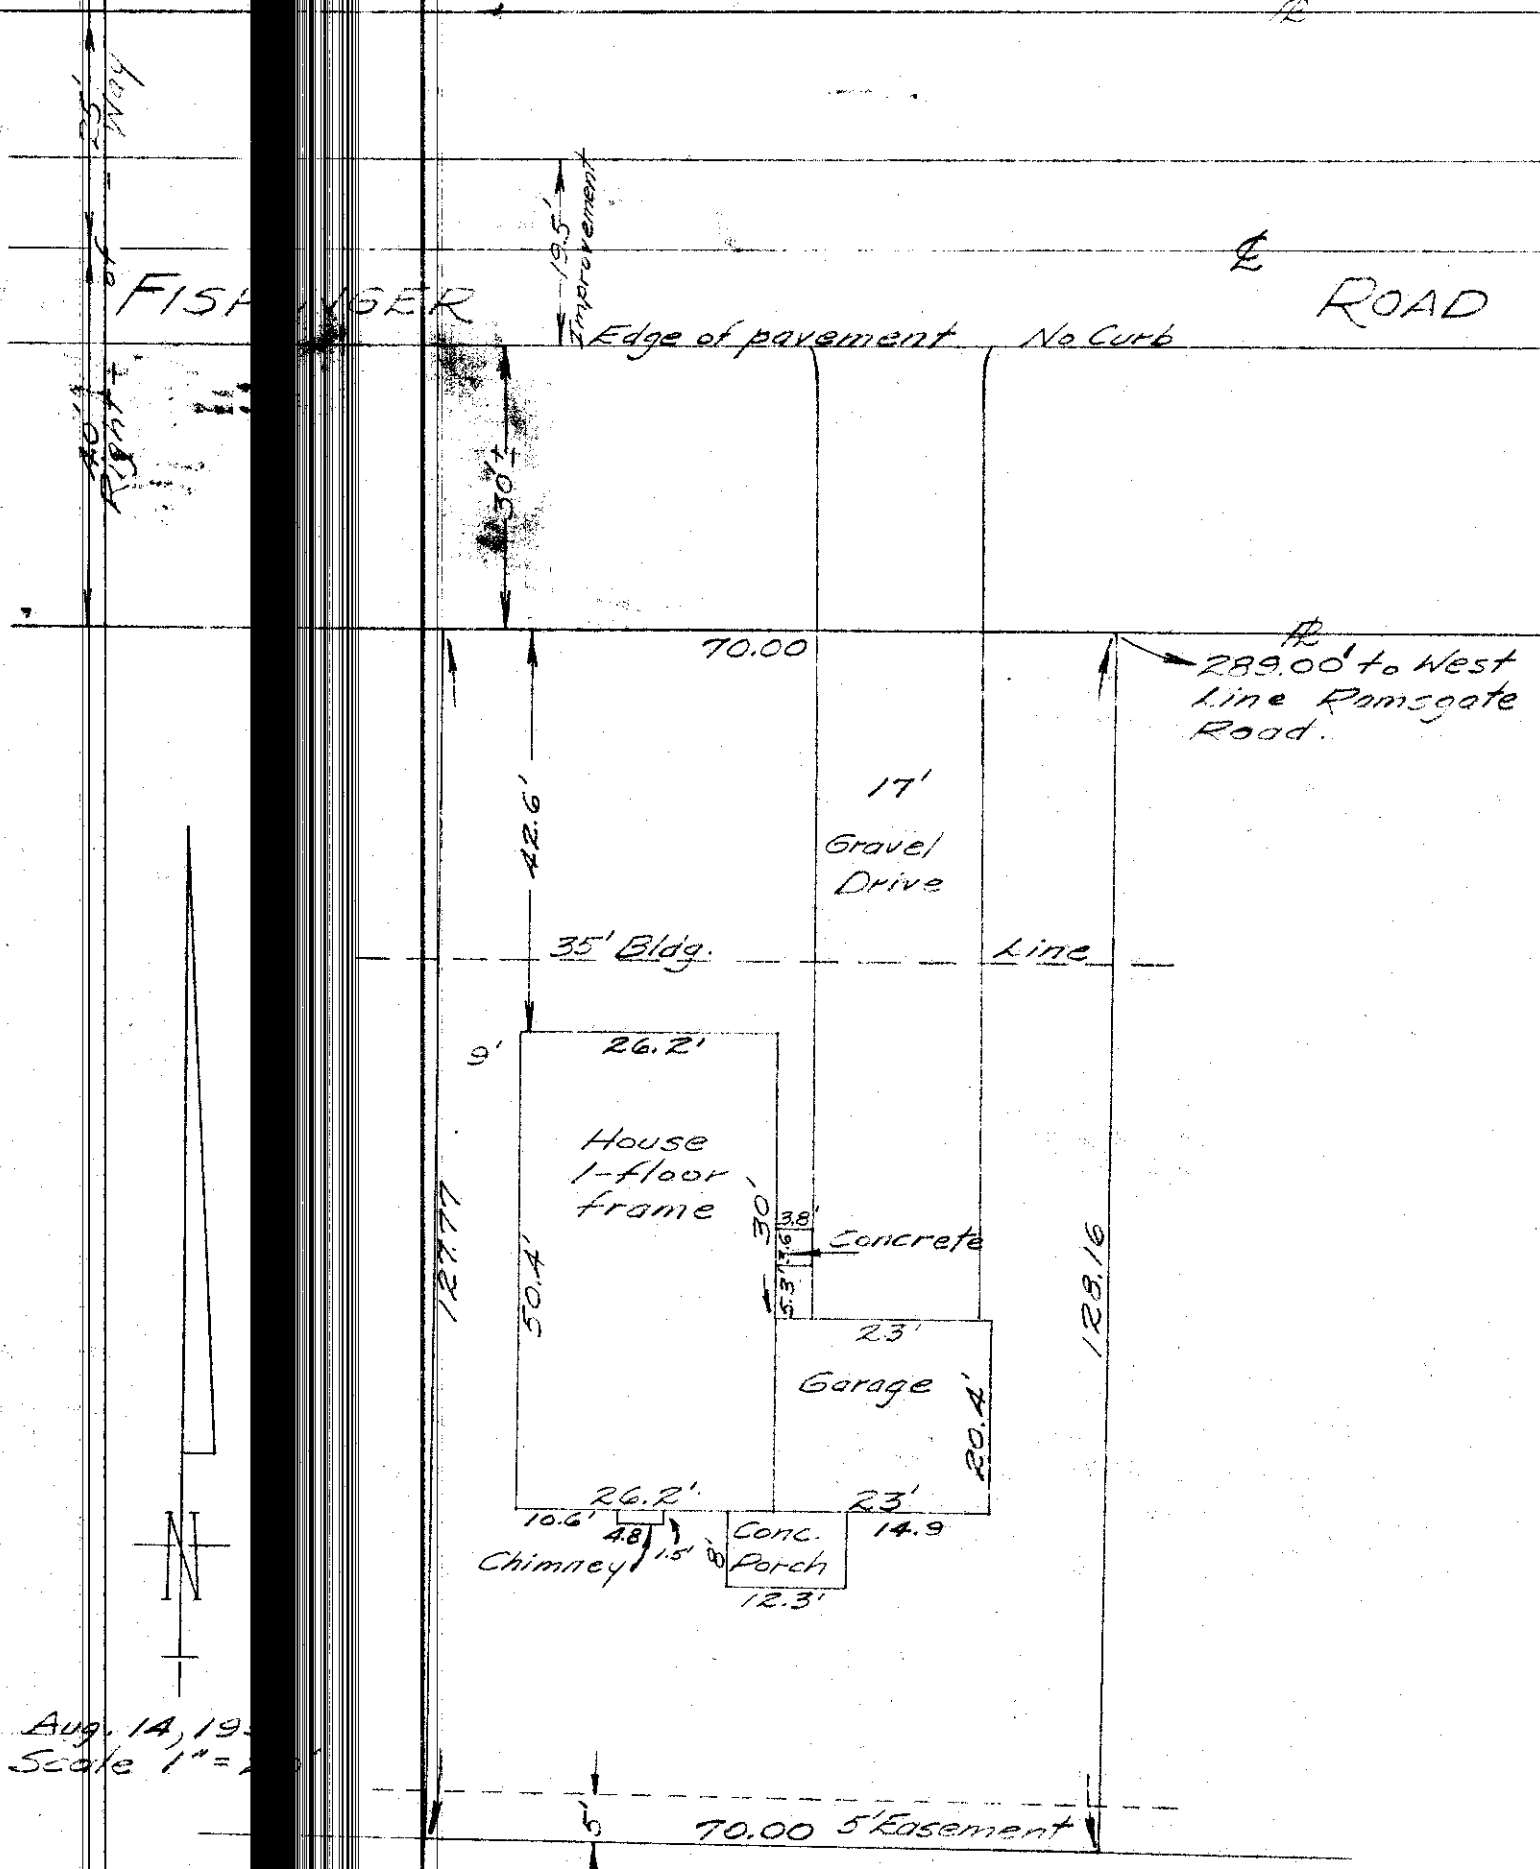 25'
Right of - Way
40'±
FISH NGER
ROAD
19.5'
Improvement
Edge of pavement
No Curb
30'±
70.00
289.00' to West
Line Ramsgate
Road.
42.6'
17'
Gravel
Drive
35' Bldg. Line
9'
26.2'
House
1-floor
frame
30'
3.8'
3.6'
Concrete
5.3'
127.77
50.4'
128.16
23'
Garage
20.4'
26.2'
23'
10.6'
4.8'
1.5'
Chimney
8'
Conc.
Porch
14.9
12.3'
N
Aug. 14, 19
Scale 1" =
5'
70.00 5' Easement